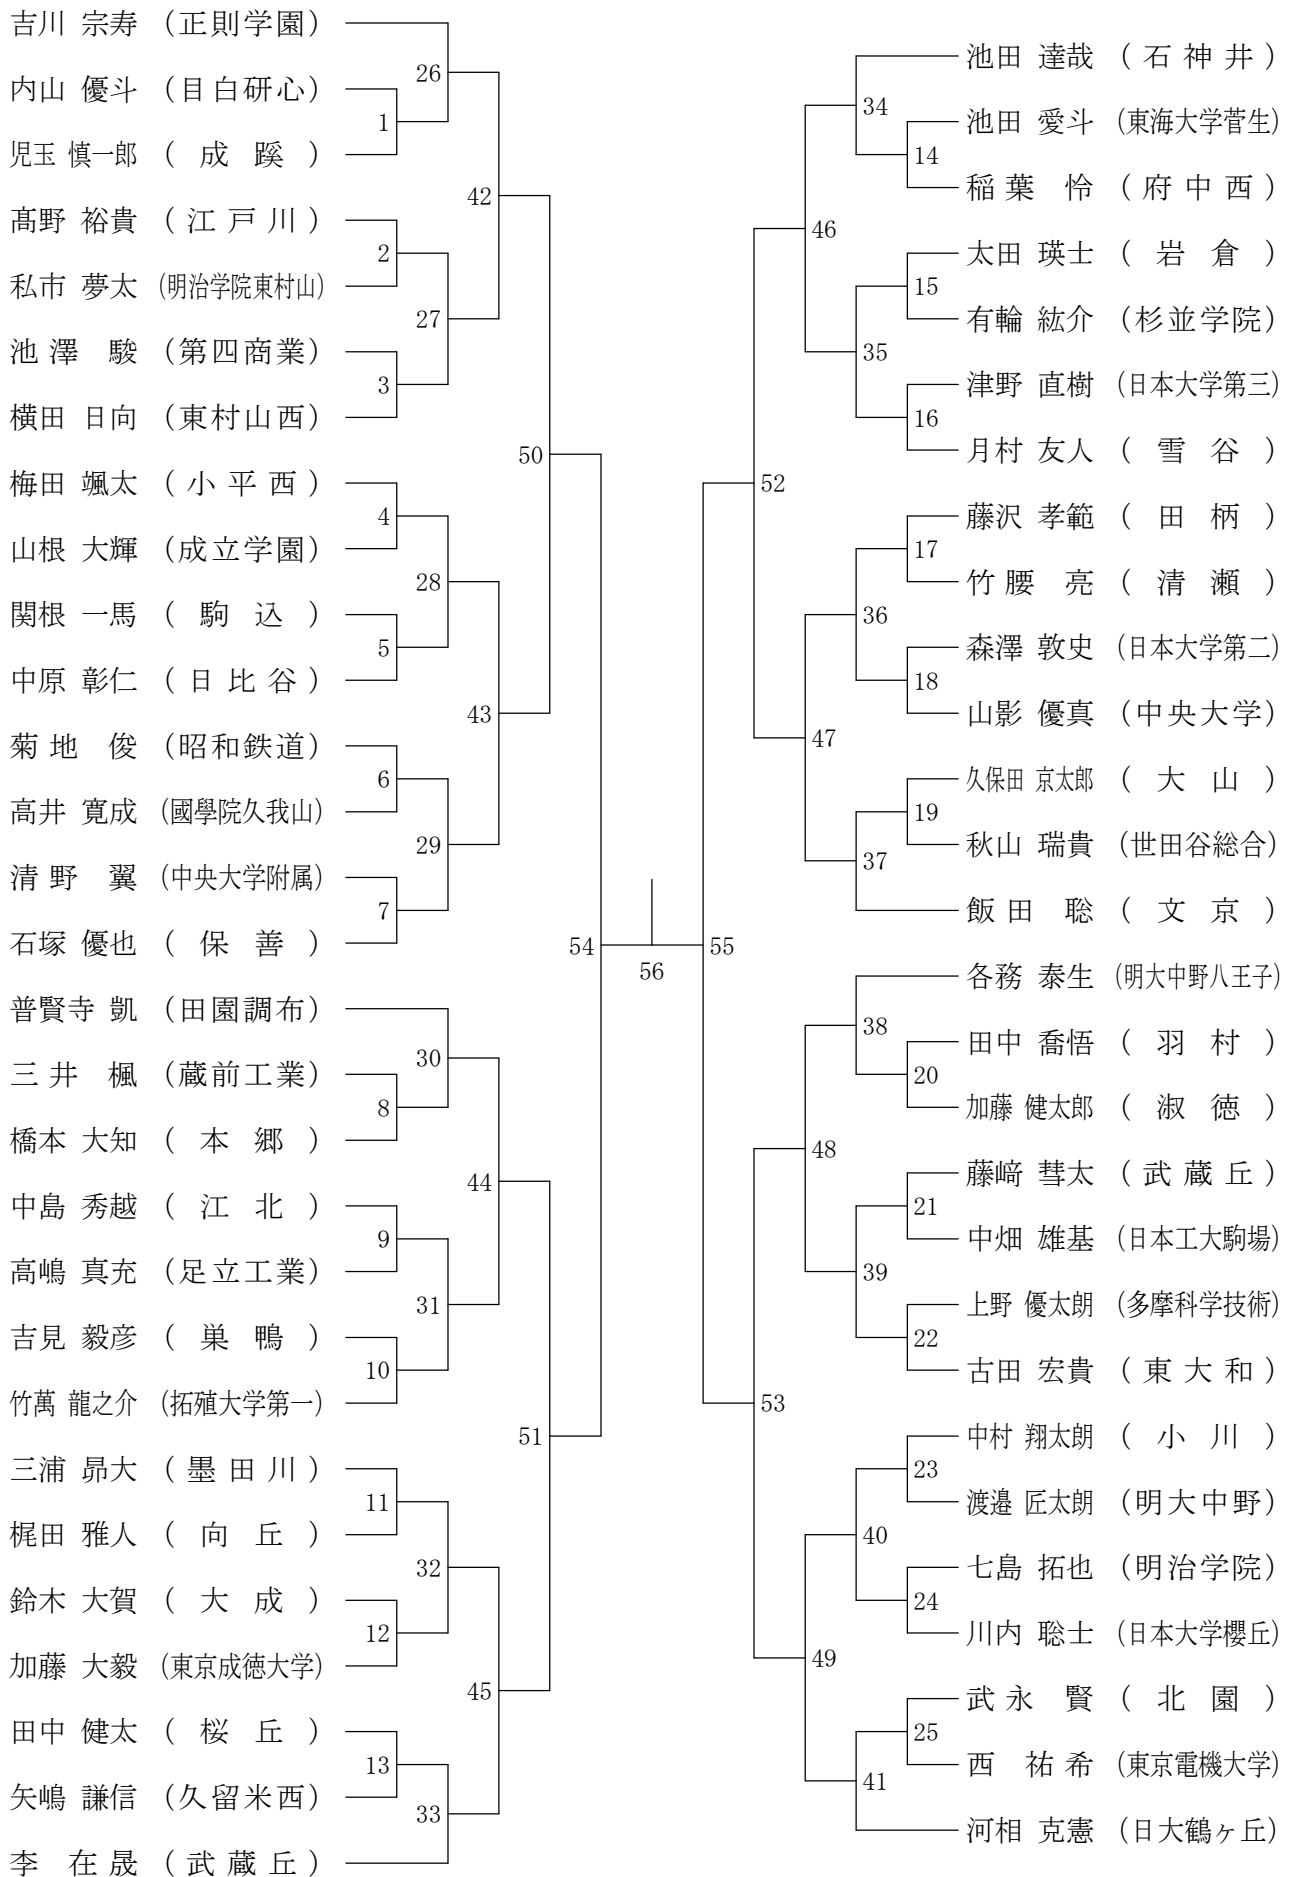 吉川 宗寿 (正則学園)
26
内山 優斗 (目白研心)
1
児玉 慎一郎 (成蹊)
42
髙野 裕貴 (江戸川)
2
私市 夢太 (明治学院東村山)
27
池澤 駿 (第四商業)
3
横田 日向 (東村山西)
50
梅田 颯太 (小平西)
4
山根 大輝 (成立学園)
28
関根 一馬 (駒込)
5
中原 彰仁 (日比谷)
43
菊地 俊 (昭和鉄道)
6
高井 寛成 (國學院久我山)
29
清野 翼 (中央大学附属)
7
石塚 優也 (保善)
54
56
普賢寺 凱 (田園調布)
30
三井 楓 (蔵前工業)
8
橋本 大知 (本郷)
44
中島 秀越 (江北)
9
高嶋 真充 (足立工業)
31
吉見 毅彦 (巣鴨)
10
竹萬 龍之介 (拓殖大学第一)
51
三浦 昴大 (墨田川)
11
梶田 雅人 (向丘)
32
鈴木 大賀 (大成)
12
加藤 大毅 (東京成徳大学)
45
田中 健太 (桜丘)
13
矢嶋 謙信 (久留米西)
33
李 在晟 (武蔵丘)
池田 達哉 (石神井)
34
池田 愛斗 (東海大学菅生)
14
稲葉 怜 (府中西)
46
太田 瑛士 (岩倉)
15
有輪 紘介 (杉並学院)
35
津野 直樹 (日本大学第三)
16
月村 友人 (雪谷)
52
藤沢 孝範 (田柄)
17
竹腰 亮 (清瀬)
36
森澤 敦史 (日本大学第二)
18
山影 優真 (中央大学)
47
久保田 京太郎 (大山)
19
秋山 瑞貴 (世田谷総合)
37
飯田 聡 (文京)
55
各務 泰生 (明大中野八王子)
38
田中 喬悟 (羽村)
20
加藤 健太郎 (淑徳)
48
藤﨑 彗太 (武蔵丘)
21
中畑 雄基 (日本工大駒場)
39
上野 優太朗 (多摩科学技術)
22
古田 宏貴 (東大和)
53
中村 翔太朗 (小川)
23
渡邉 匠太朗 (明大中野)
40
七島 拓也 (明治学院)
24
川内 聡士 (日本大学櫻丘)
49
武永 賢 (北園)
25
西 祐希 (東京電機大学)
41
河相 克憲 (日大鶴ヶ丘)